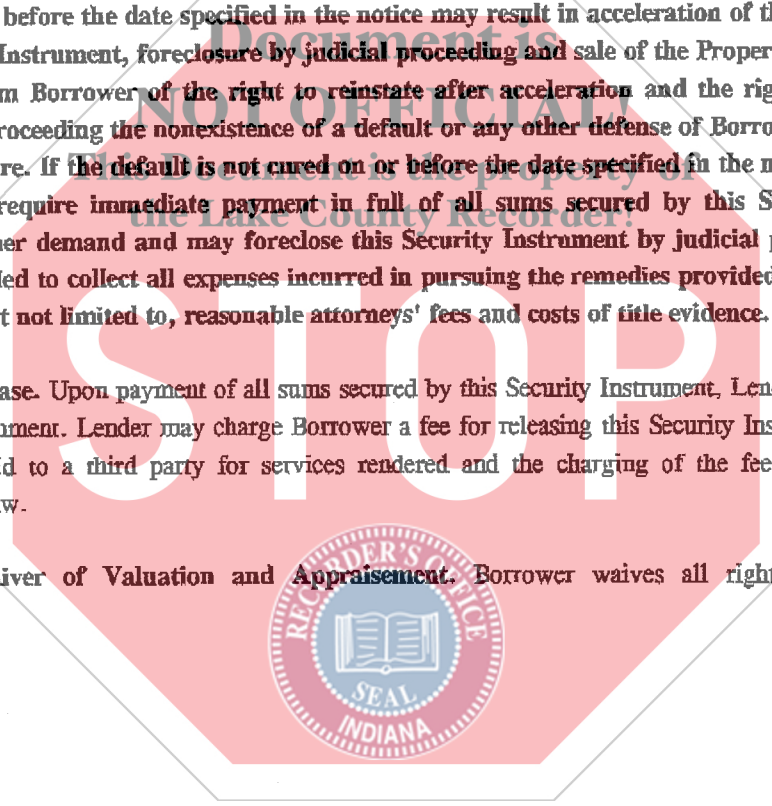 before the date specified in the notice may result in acceleration of th
Document is
Instrument, foreclosure by judicial proceeding and sale of the Proper
m Borrower of the right to reinstate after acceleration and the rig
NOT OFFICIAL!
roceeding the nonexistence of a default or any other defense of Borro
re. If the default is not cured on or before the date specified in the n
This Document is the property of
require immediate payment in full of all sums secured by this S
the Lake County Recorder!
er demand and may foreclose this Security Instrument by judicial p
led to collect all expenses incurred in pursuing the remedies provided
t not limited to, reasonable attorneys' fees and costs of title evidence.
STOP
ase. Upon payment of all sums secured by this Security Instrument, Len
ment. Lender may charge Borrower a fee for releasing this Security Ins
id to a third party for services rendered and the charging of the fee
w.
iver of Valuation and Appraisement. Borrower waives all right
RECORDER'S OFFICE
SEAL
INDIANA